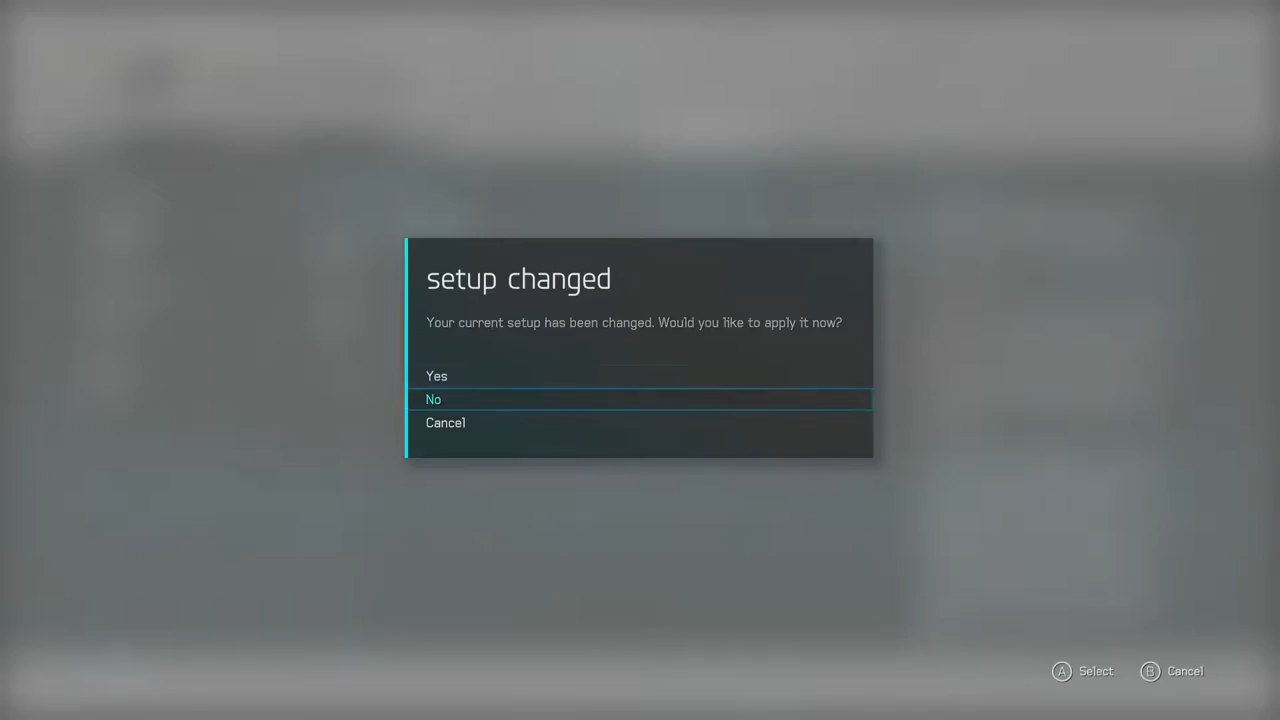 setup changed
Your current setup has been changed. Would you like to apply it now?
Yes
No
Cancel
A Select B Cancel